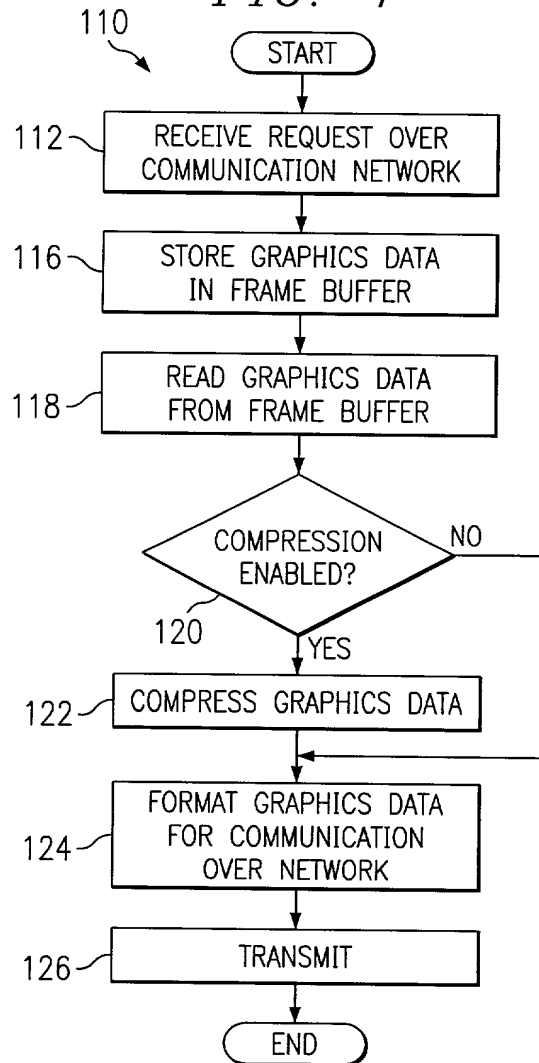 110
START
112
RECEIVE REQUEST OVER
COMMUNICATION NETWORK
116
STORE GRAPHICS DATA
IN FRAME BUFFER
118
READ GRAPHICS DATA
FROM FRAME BUFFER
COMPRESSION
ENABLED?
NO
120
YES
122
COMPRESS GRAPHICS DATA
124
FORMAT GRAPHICS DATA
FOR COMMUNICATION
OVER NETWORK
126
TRANSMIT
END